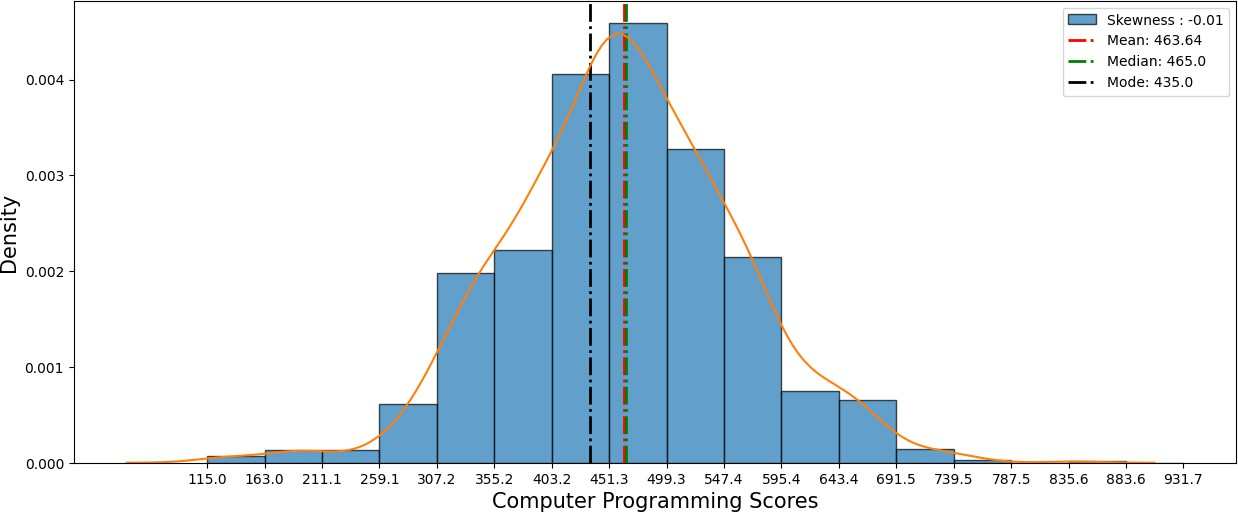 Skewness : -0.01
Mean: 463.64
Median: 465.0
Mode: 435.0
Density
0.004
0.003
0.002
0.001
0.000
115.0 163.0 211.1 259.1 307.2 355.2 403.2 451.3 499.3 547.4 595.4 643.4 691.5 739.5 787.5 835.6 883.6 931.7
Computer Programming Scores